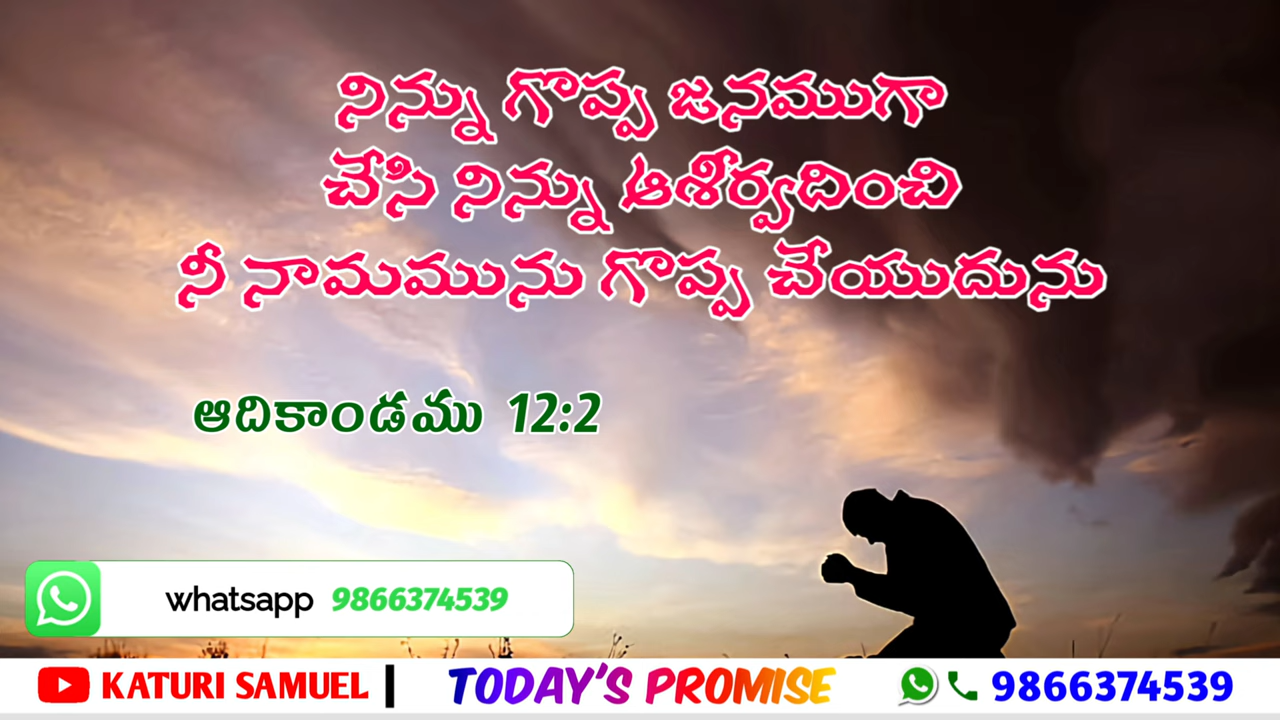 నిన్ను గొప్ప జనముగా
చేసి నిన్ను ఆశీర్వదించి
నీ నామమును గొప్ప చేయుదును
ఆదికాండము 12:2
whatsapp 9866374539
KATURI SAMUEL | TODAY'S PROMISE 9866374539